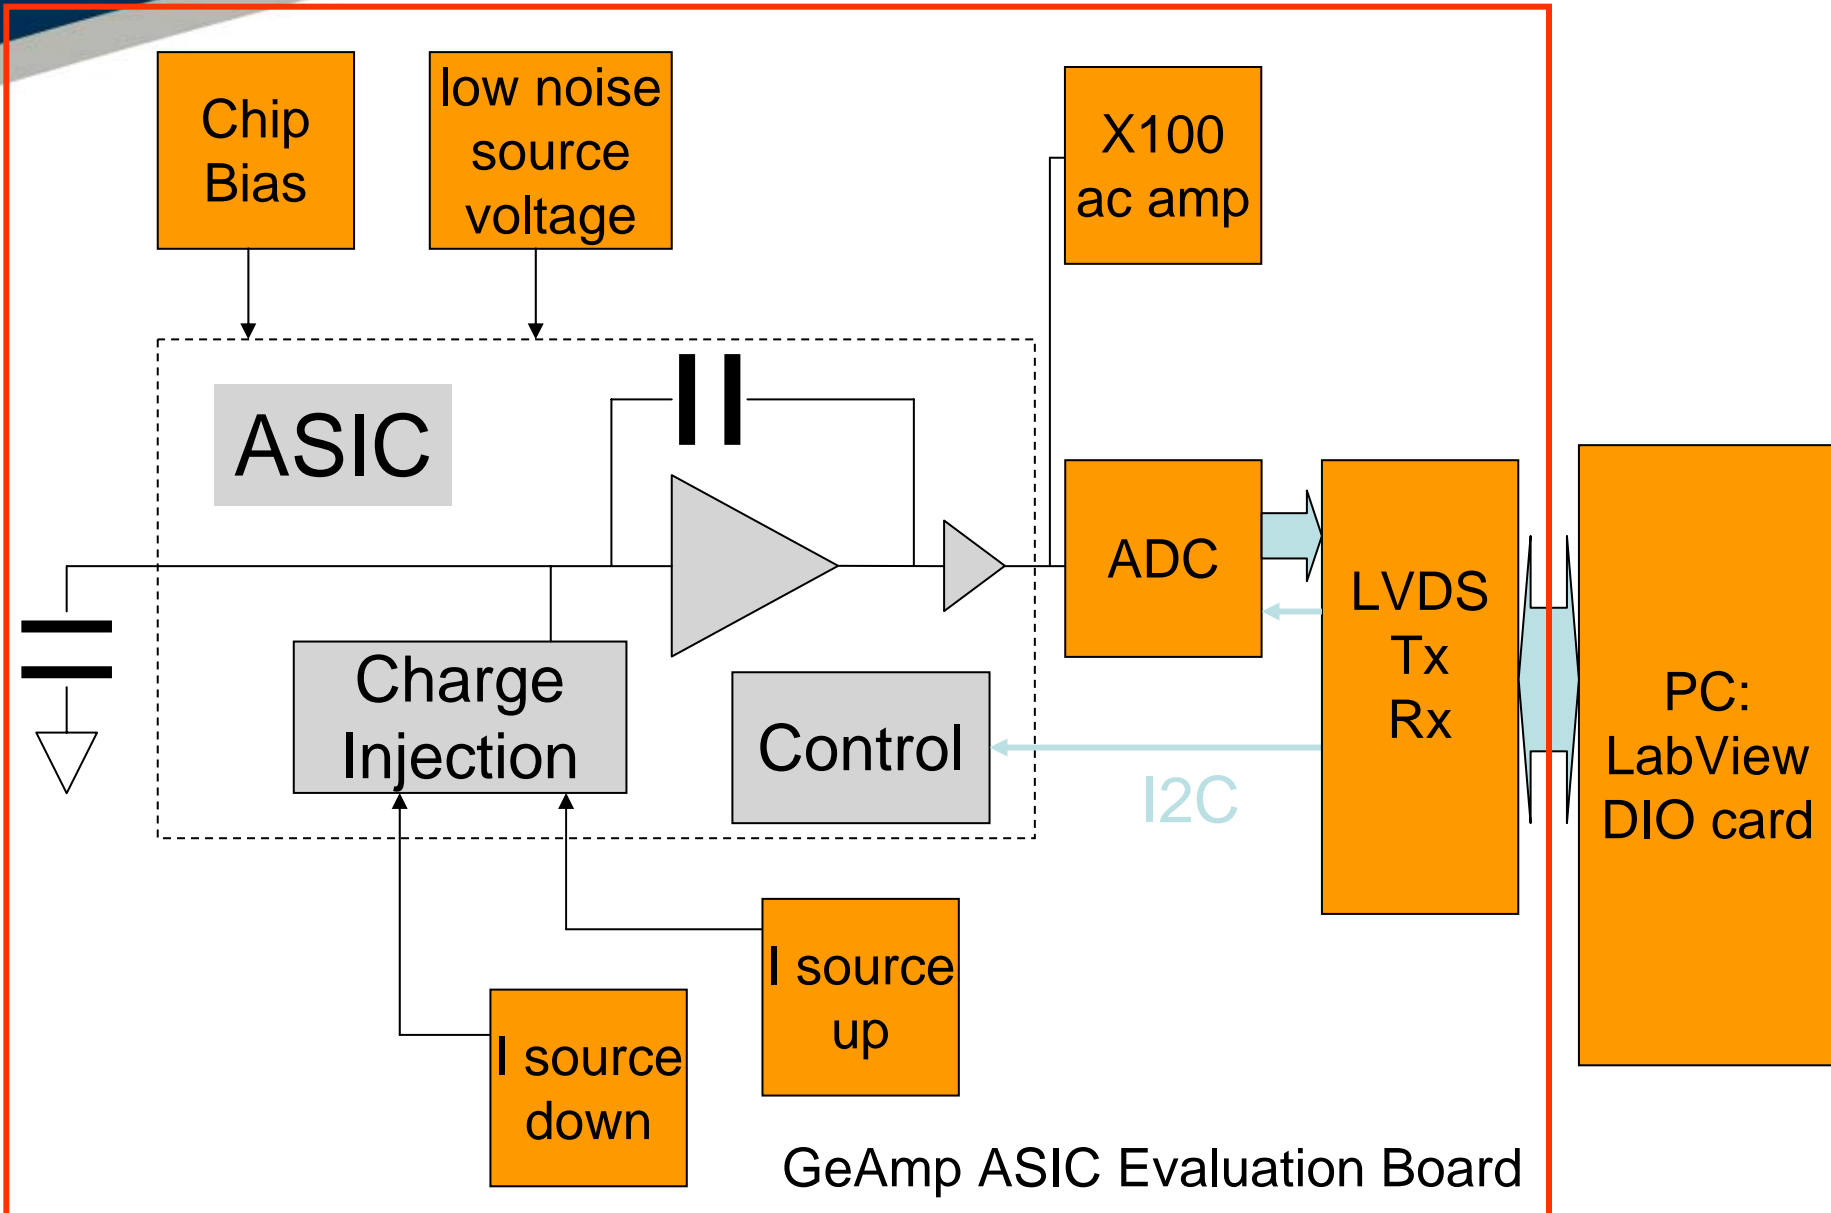 Chip
Bias
low noise
source
voltage
X100
ac amp
ASIC
ADC
LVDS
Tx
Rx
PC:
LabView
DIO card
Charge
Injection
Control
I2C
I source
up
I source
down
GeAmp ASIC Evaluation Board